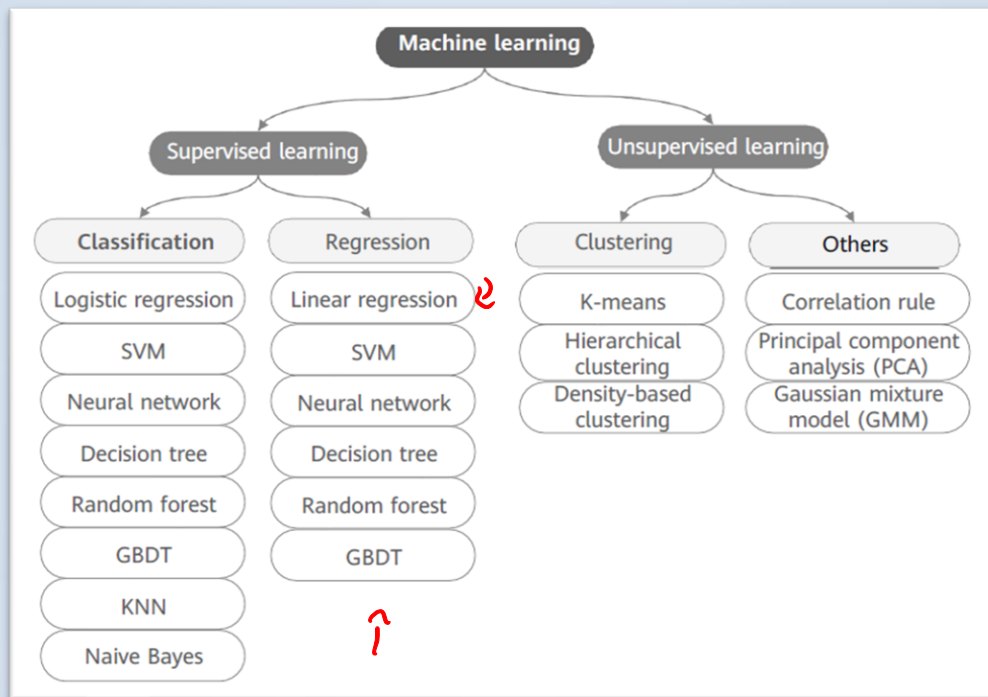 Machine learning
Supervised learning
Unsupervised learning
Classification
Regression
Clustering
Others
Logistic regression
SVM
Neural network
Decision tree
Random forest
GBDT
KNN
Naive Bayes
Linear regression
SVM
Neural network
Decision tree
Random forest
GBDT
K-means
Hierarchical
clustering
Density-based
clustering
Correlation rule
Principal component
analysis (PCA)
Gaussian mixture
model (GMM)